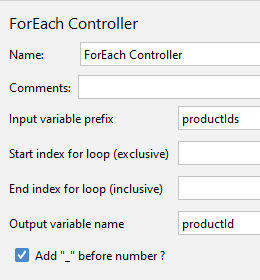 ForEach Controller
Name: ForEach Controller
Comments:
Input variable prefix productIds
Start index for loop (exclusive)
End index for loop (inclusive)
Output variable name productId
Add "_" before number ?